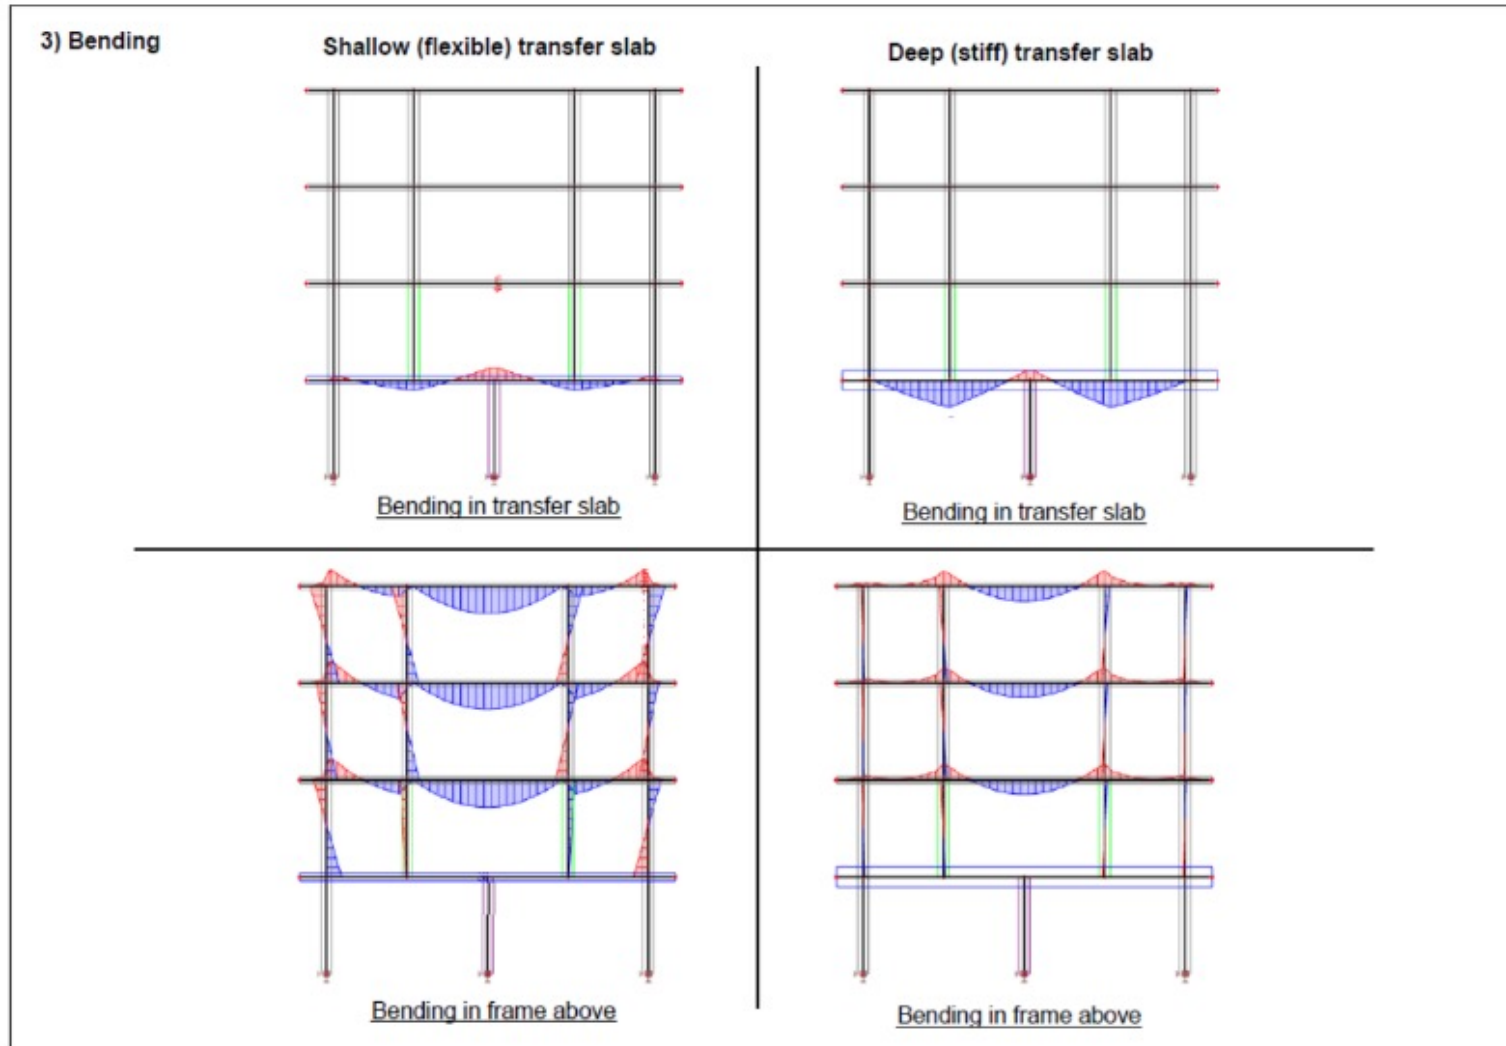 3) Bending
Shallow (flexible) transfer slab
Deep (stiff) transfer slab
Bending in transfer slab
Bending in transfer slab
Bending in frame above
Bending in frame above